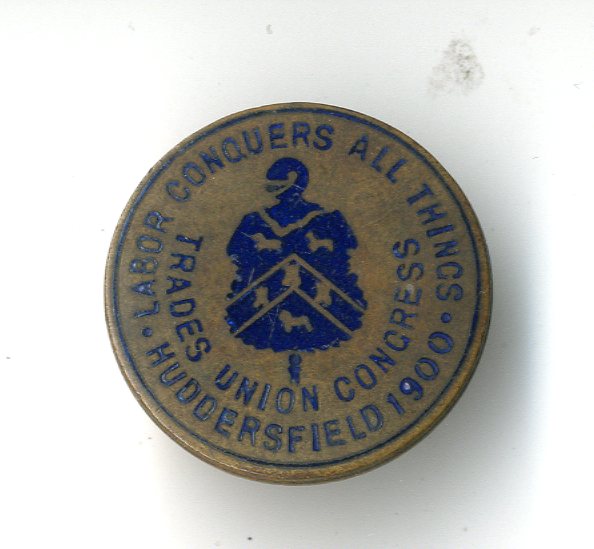 LABOR CONQUERS ALL THINGS
TRADES UNION CONGRESS
HUDDERSFIELD 1900